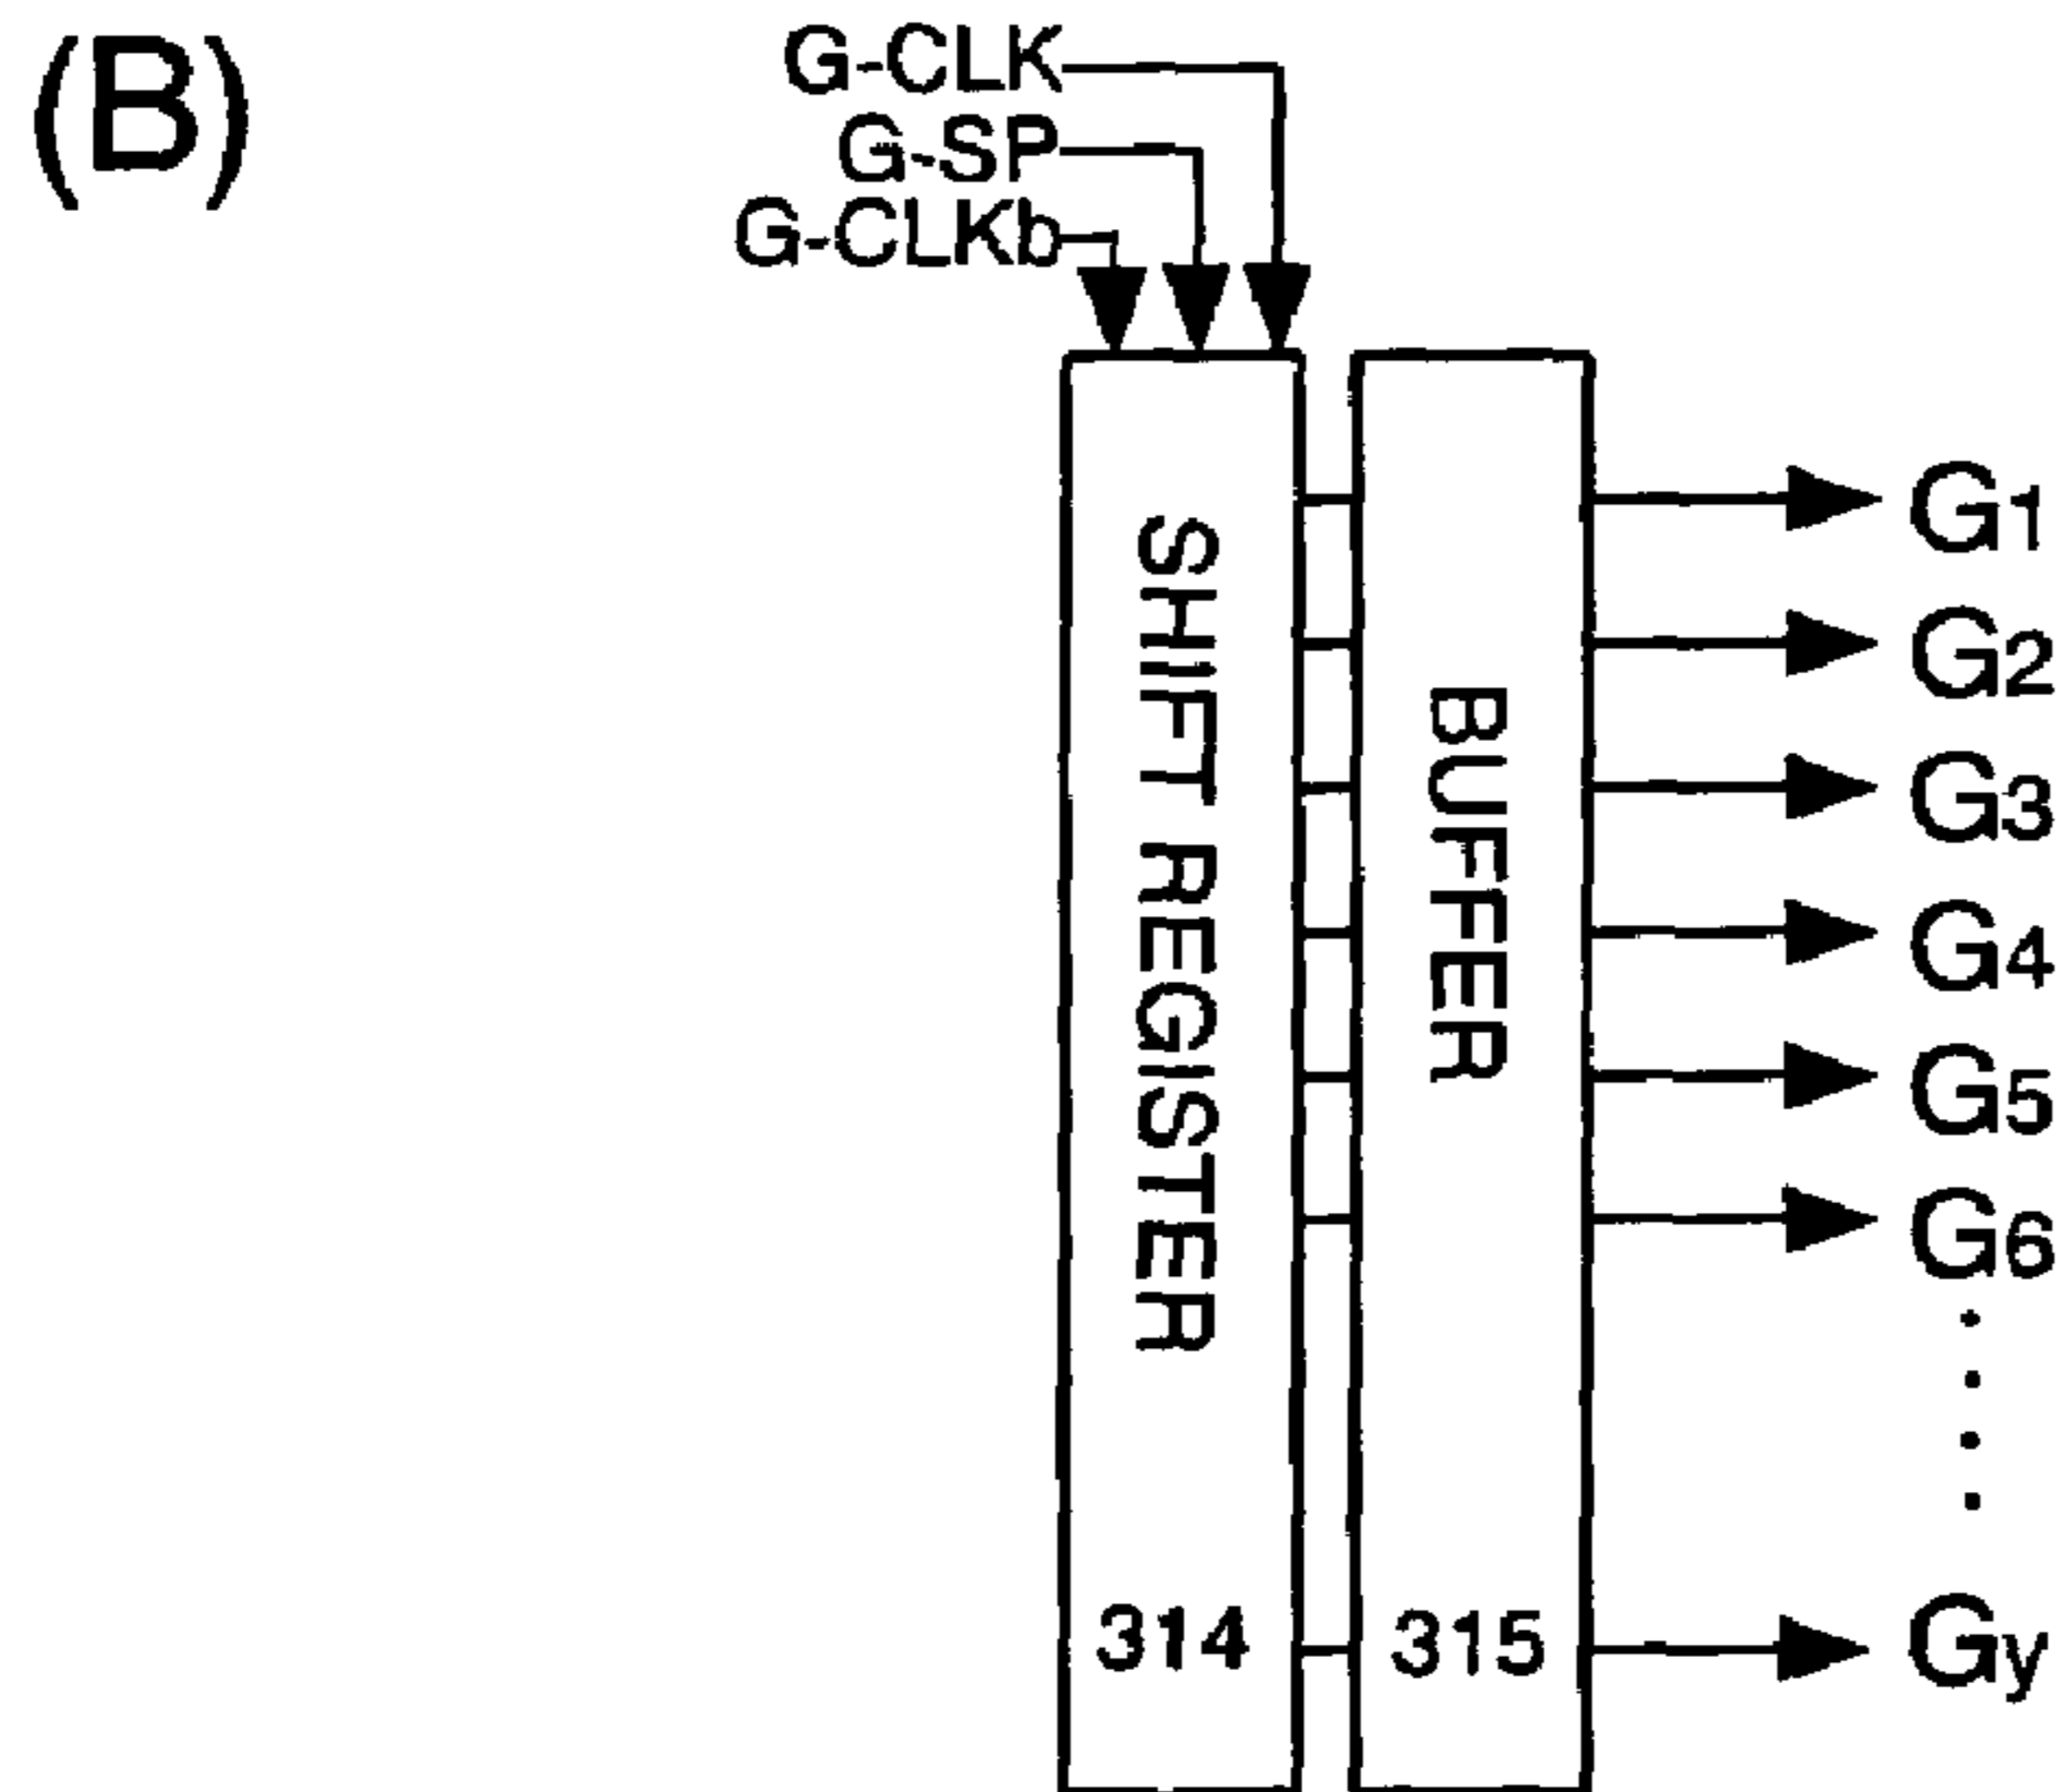 (B)
G-CLK
G-SP
G-CLKb
SHIFT REGISTER
BUFFER
G1
G2
G3
G4
G5
G6
314
315
Gy